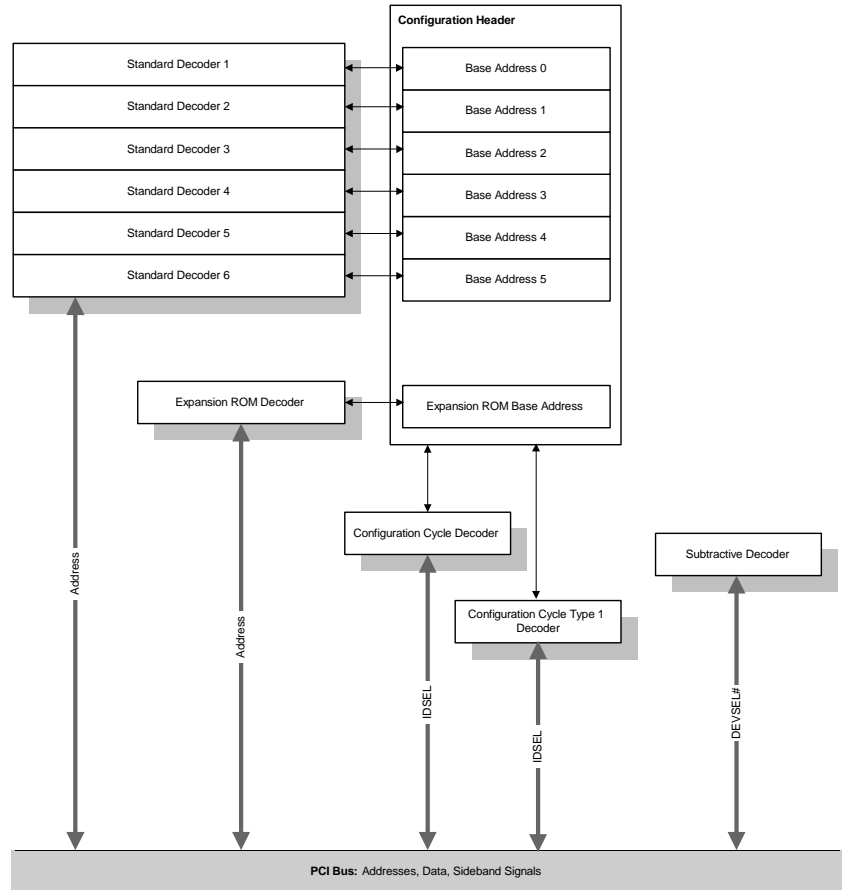 Configuration Header
Standard Decoder 1
Base Address 0
Standard Decoder 2
Base Address 1
Standard Decoder 3
Base Address 2
Standard Decoder 4
Base Address 3
Standard Decoder 5
Base Address 4
Standard Decoder 6
Base Address 5
Expansion ROM Decoder
Expansion ROM Base Address
Configuration Cycle Decoder
Subtractive Decoder
Configuration Cycle Type 1
Decoder
Address
Address
IDSEL
IDSEL
DEVSEL#
PCI Bus: Addresses, Data, Sideband Signals